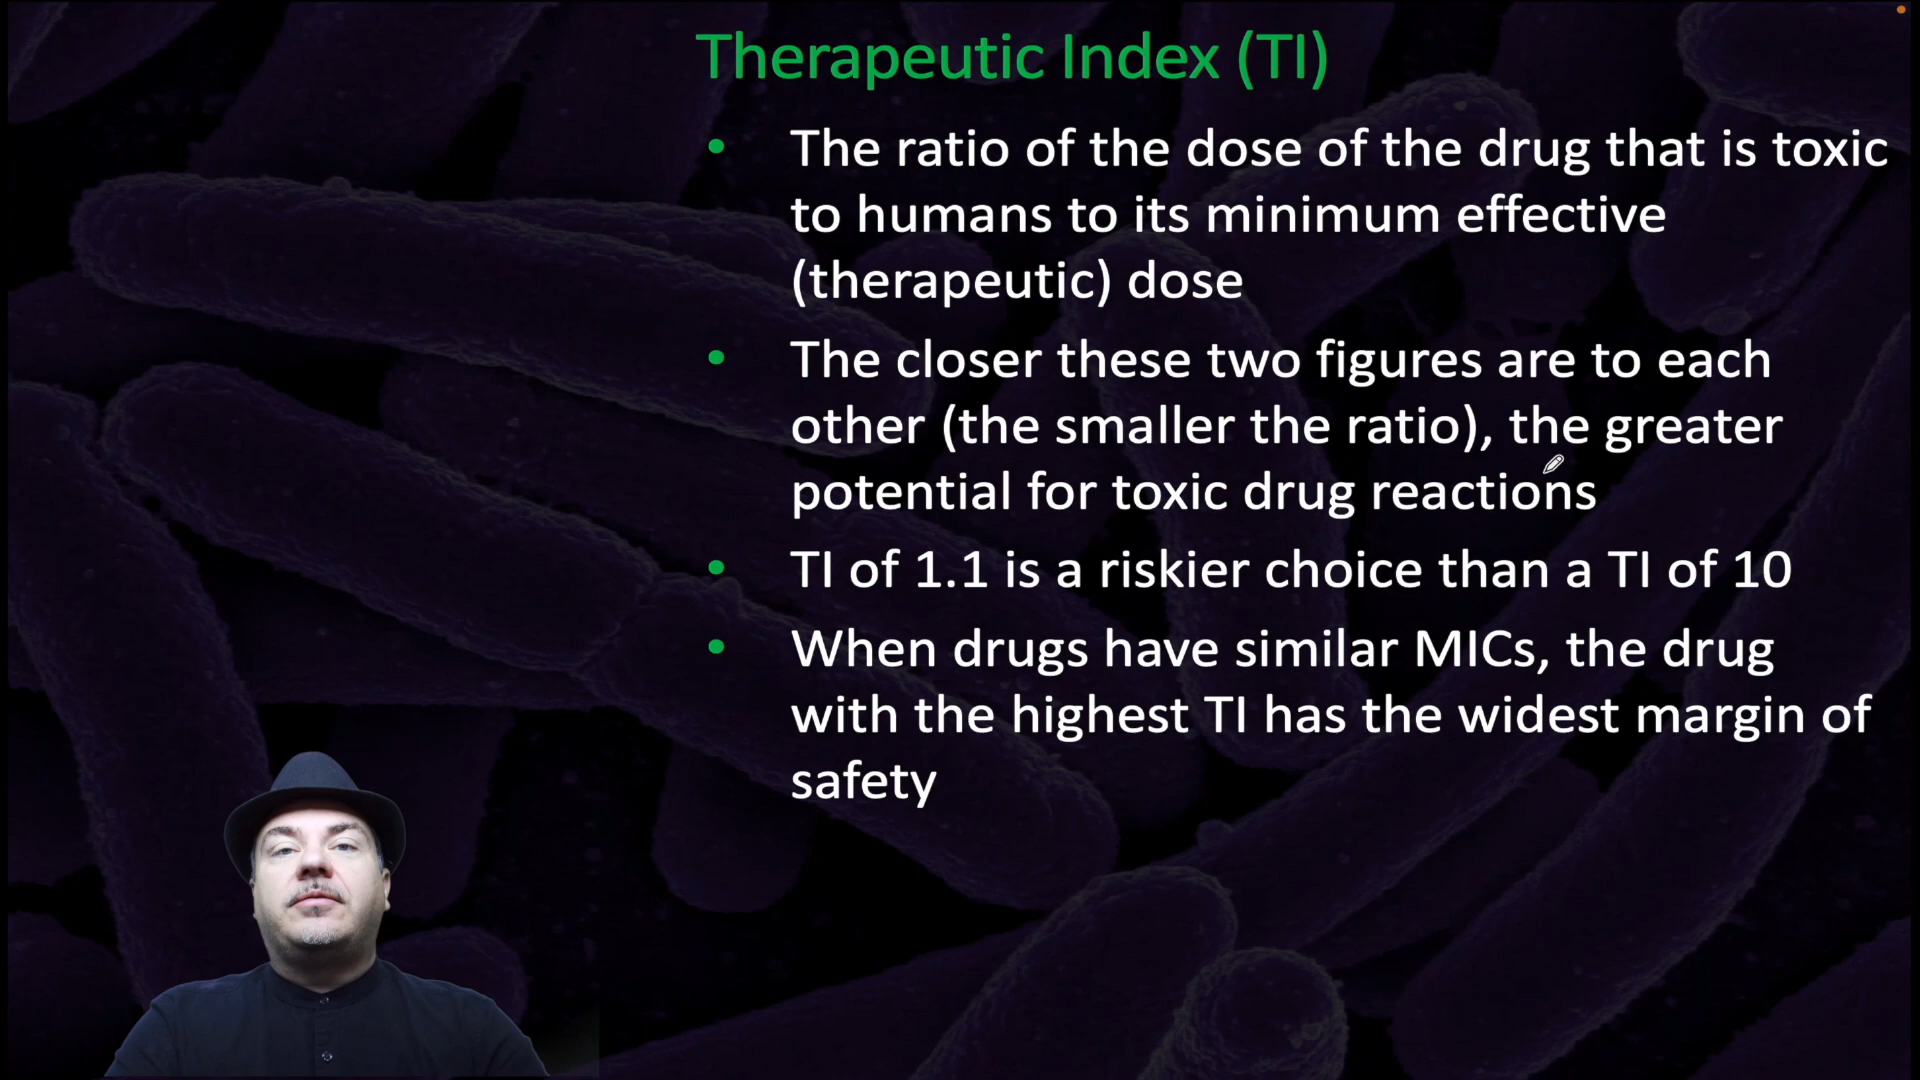 Therapeutic Index (TI)
• The ratio of the dose of the drug that is toxic
to humans to its minimum effective
(therapeutic) dose
• The closer these two figures are to each
other (the smaller the ratio), the greater
potential for toxic drug reactions
• TI of 1.1 is a riskier choice than a TI of 10
• When drugs have similar MICs, the drug
with the highest TI has the widest margin of
safety